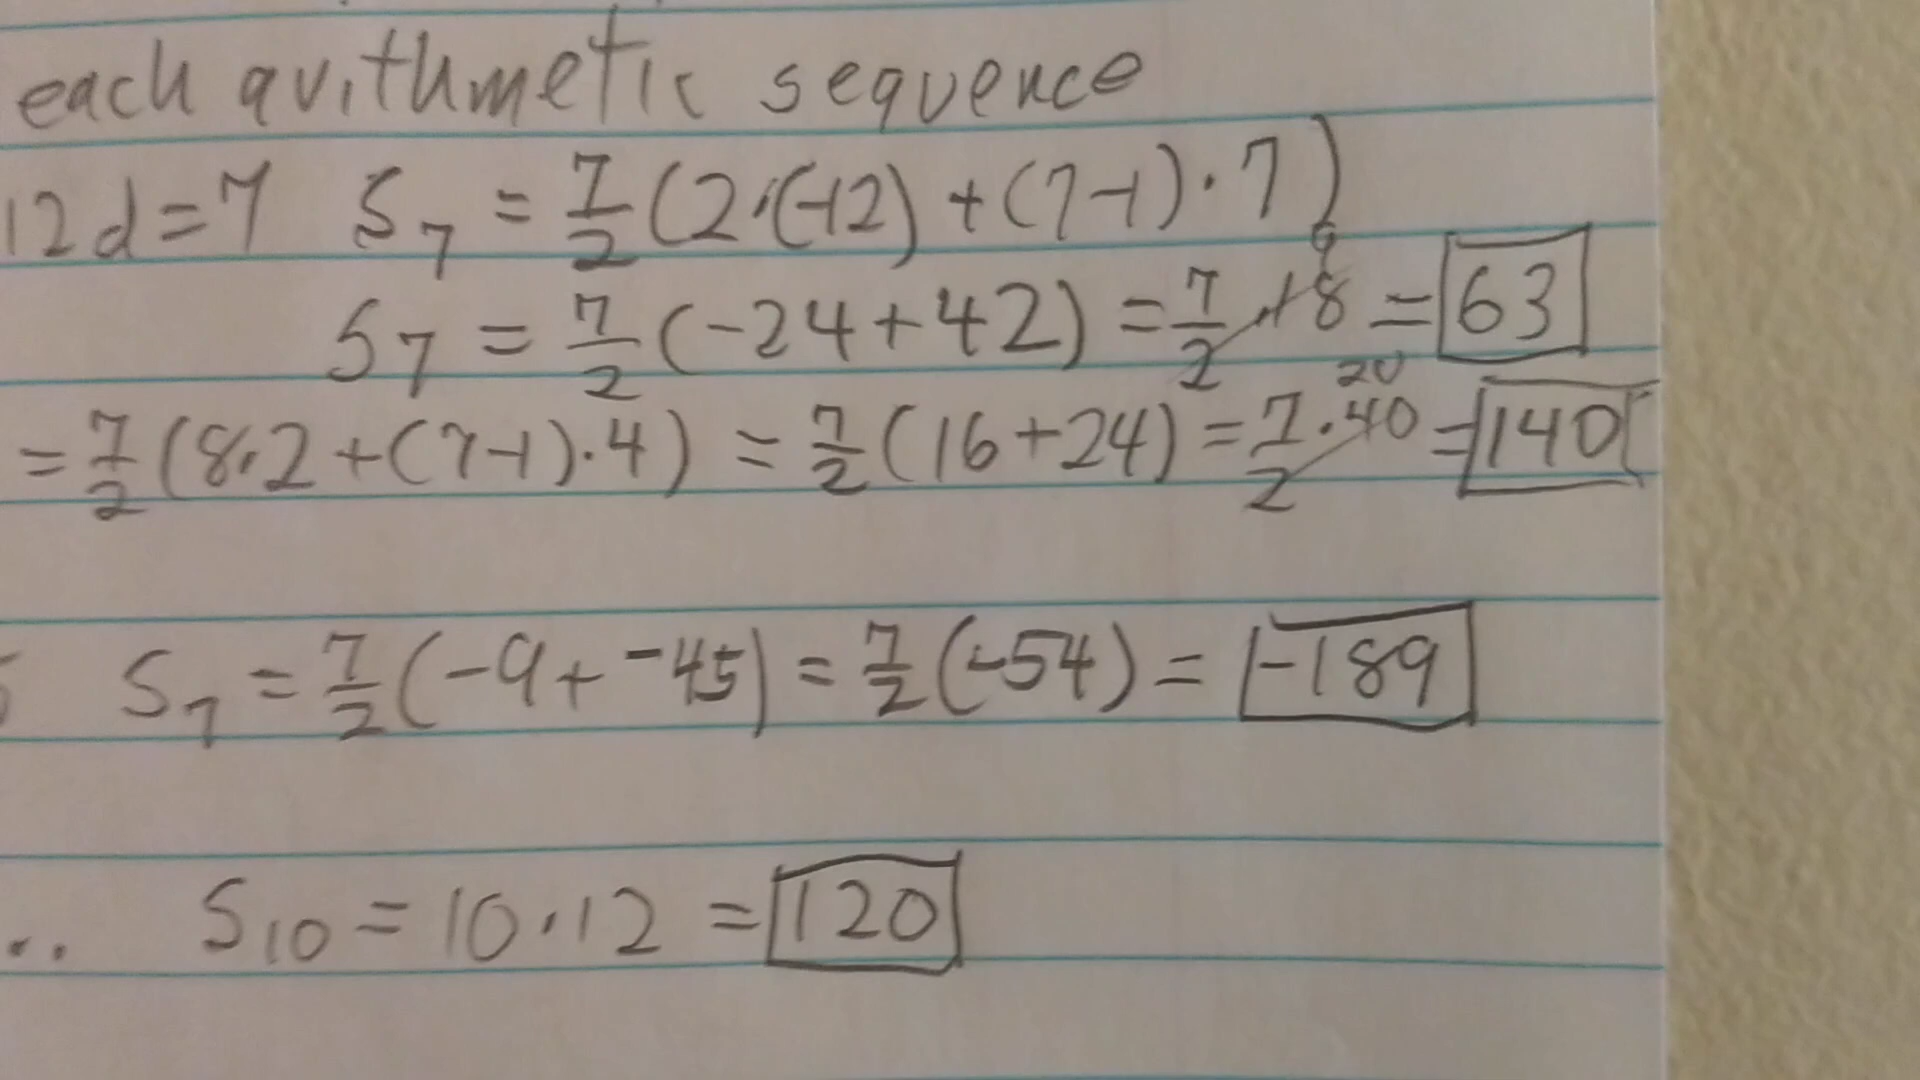 each arithmetic sequence
12 d=7 S₇ = 7/2 (2·(-12) + (7-1)·7)
S₇ = 7/2 (-24+42) = 7/2 · 18 9 = 63
= 7/2 (8·2+(7-1)·4) = 7/2 (16+24) = 7/2 · 40 20 = 140
S₇ = 7/2 (-9+ -45) = 7/2 (-54) = -189
.. S₁₀ = 10·12 = 120